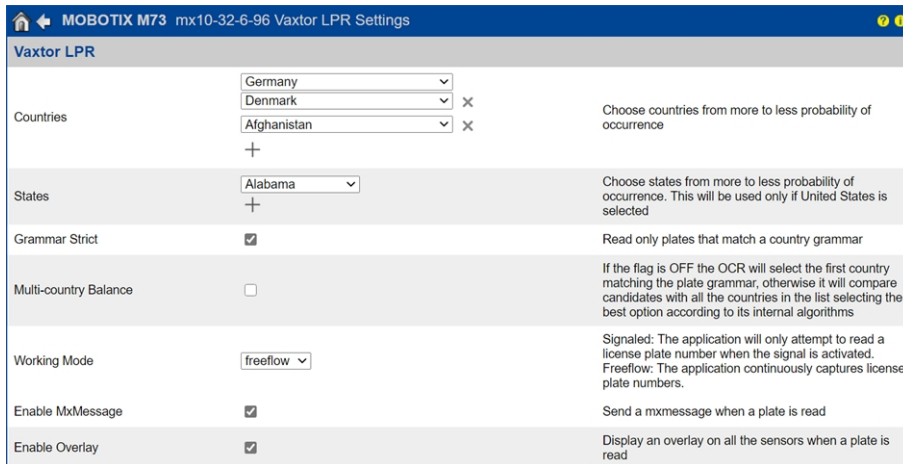 MOBOTIX M73 mx10-32-6-96 Vaxtor LPR Settings
Vaxtor LPR
Countries
Germany
Denmark
Afghanistan
Choose countries from more to less probability of
occurrence
States
Alabama
Choose states from more to less probability of
occurrence. This will be used only if United States is
selected
Grammar Strict
Read only plates that match a country grammar
Multi-country Balance
If the flag is OFF the OCR will select the first country
matching the plate grammar, otherwise it will compare
candidates with all the countries in the list selecting the
best option according to its internal algorithms
Working Mode
freeflow
Signaled: The application will only attempt to read a
license plate number when the signal is activated.
Freeflow: The application continuously captures license
plate numbers.
Enable MxMessage
Send a mxmessage when a plate is read
Enable Overlay
Display an overlay on all the sensors when a plate is
read